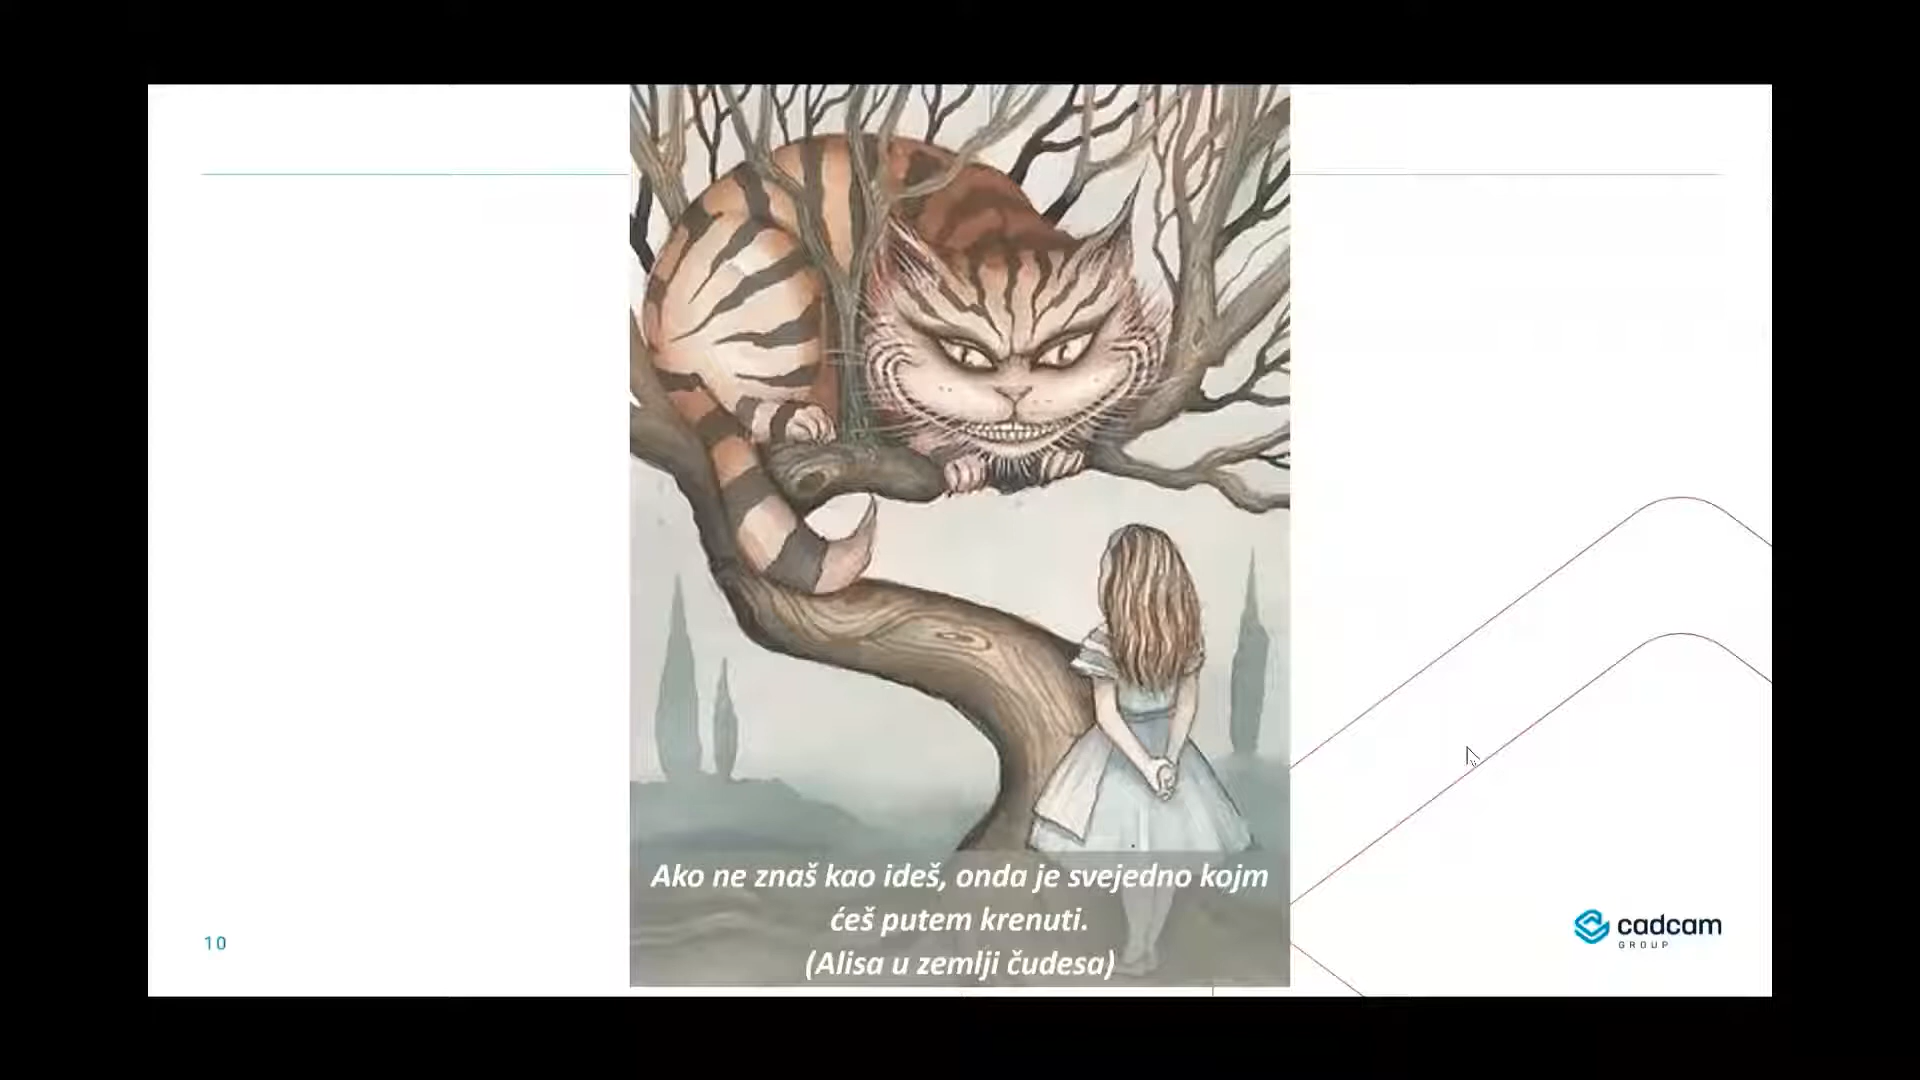 Ako ne znaš kao ideš, onda je svejedno kojm
ćeš putem krenuti.
(Alisa u zemlji čudesa)
10
cadcam
GROUP